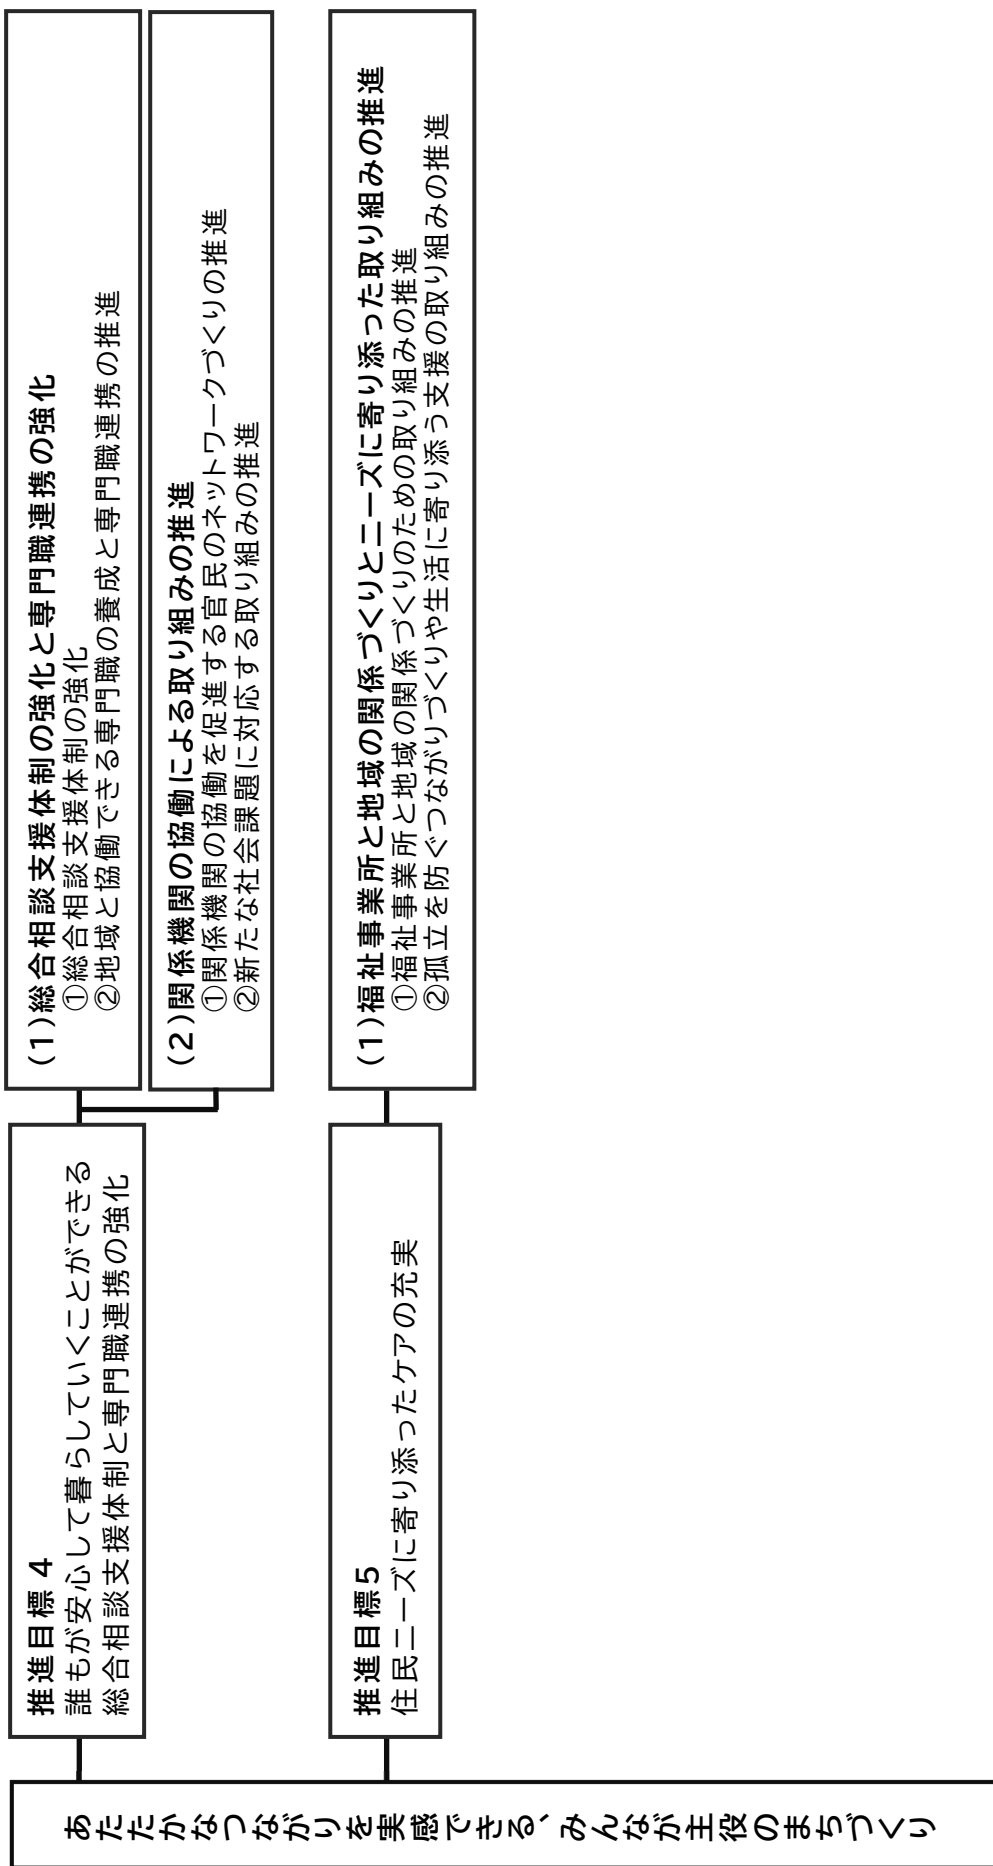 あたたかなつながりを実感できる、みんなが主役のまちづくり
推進目標４
誰もが安心して暮らしていくことができる
総合相談支援体制と専門職連携の強化
(１)総合相談支援体制の強化と専門職連携の強化
①総合相談支援体制の強化
②地域と協働できる専門職の養成と専門職連携の推進
(２)関係機関の協働による取り組みの推進
①関係機関の協働を促進する官民のネットワークづくりの推進
②新たな社会課題に対応する取り組みの推進
推進目標５
住民ニーズに寄り添ったケアの充実
(１)福祉事業所と地域の関係づくりとニーズに寄り添った取り組みの推進
①福祉事業所と地域の関係づくりのための取り組みの推進
②孤立を防ぐつながりづくりや生活に寄り添う支援の取り組みの推進